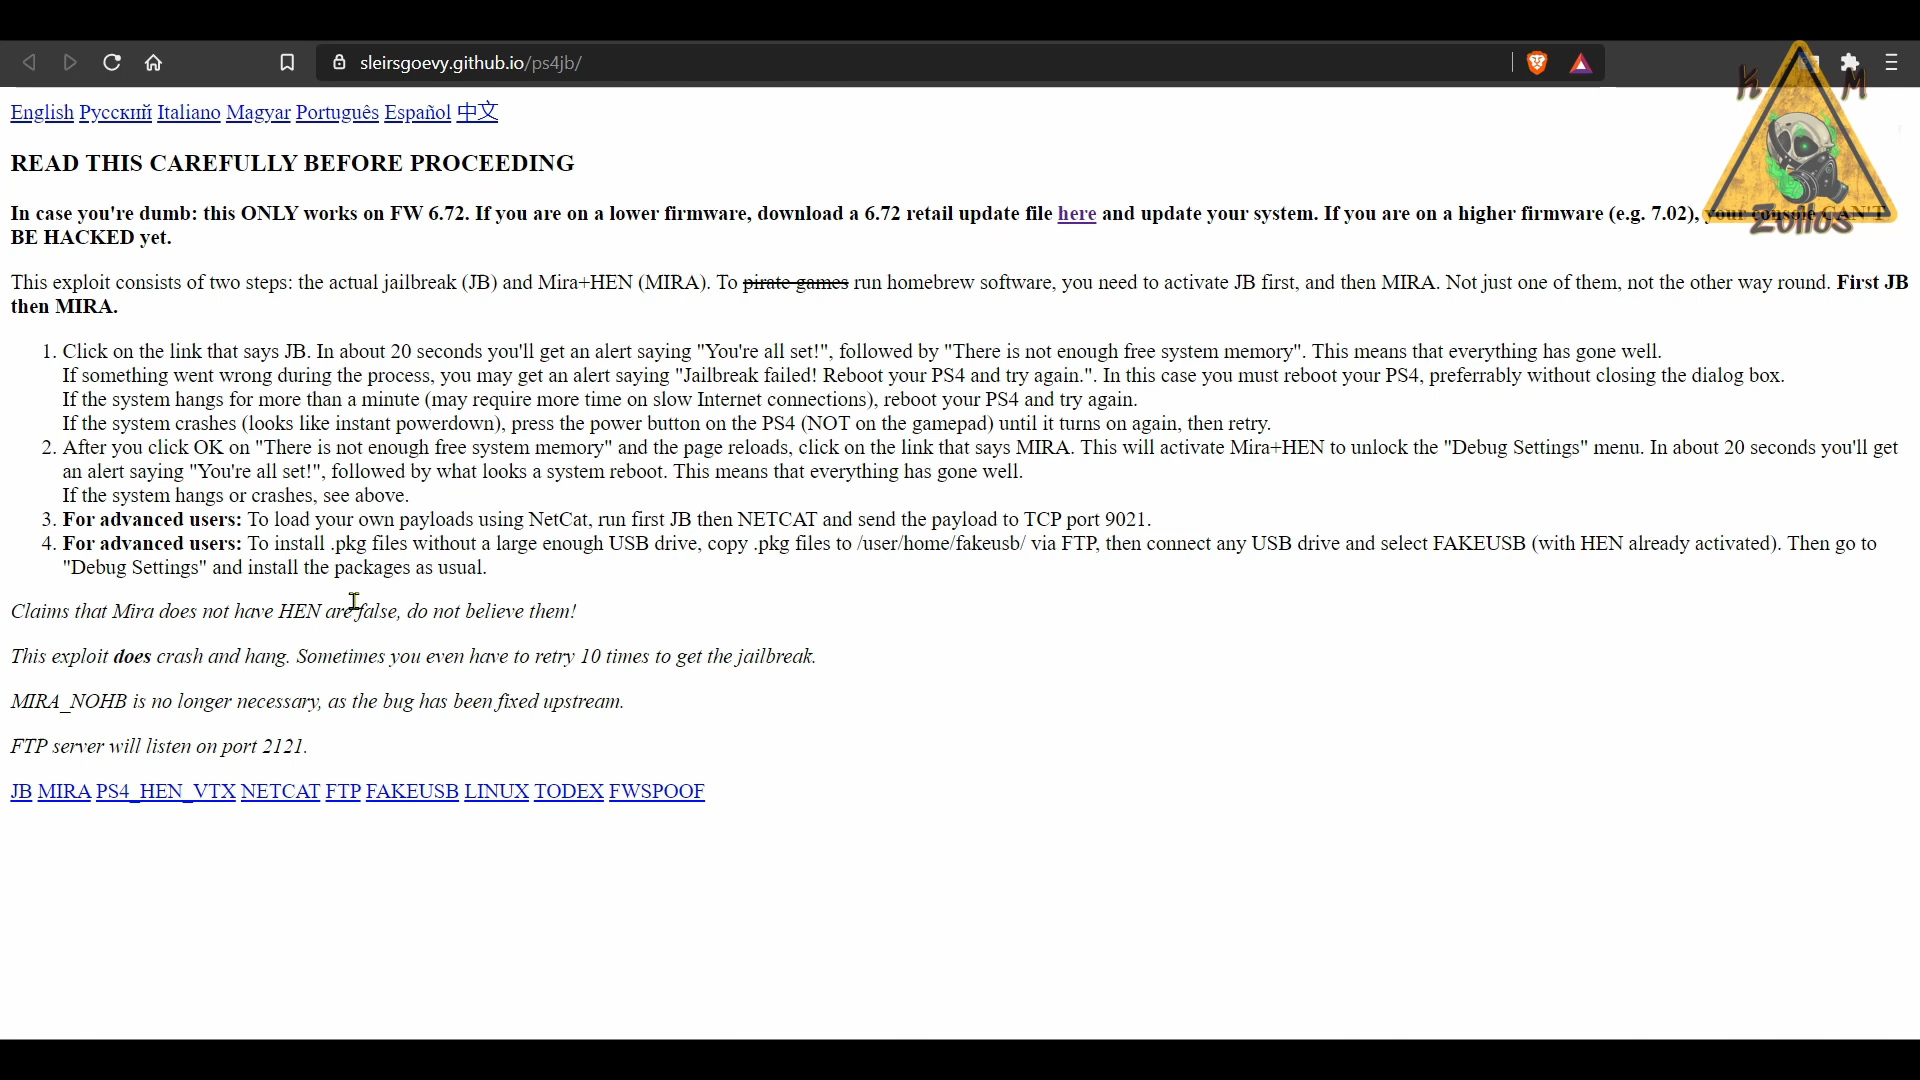 sleirsgoevy.github.io/ps4jb/
K M
English Русский Italiano Magyar Português Español 中文
READ THIS CAREFULLY BEFORE PROCEEDING
In case you're dumb: this ONLY works on FW 6.72. If you are on a lower firmware, download a 6.72 retail update file here and update your system. If you are on a higher firmware (e.g. 7.02), your console CAN'T
BE HACKED yet.
Zoilus
This exploit consists of two steps: the actual jailbreak (JB) and Mira+HEN (MIRA). To pirate games run homebrew software, you need to activate JB first, and then MIRA. Not just one of them, not the other way round. First JB
then MIRA.
1. Click on the link that says JB. In about 20 seconds you'll get an alert saying "You're all set!", followed by "There is not enough free system memory". This means that everything has gone well.
If something went wrong during the process, you may get an alert saying "Jailbreak failed! Reboot your PS4 and try again.". In this case you must reboot your PS4, preferrably without closing the dialog box.
If the system hangs for more than a minute (may require more time on slow Internet connections), reboot your PS4 and try again.
If the system crashes (looks like instant powerdown), press the power button on the PS4 (NOT on the gamepad) until it turns on again, then retry.
2. After you click OK on "There is not enough free system memory" and the page reloads, click on the link that says MIRA. This will activate Mira+HEN to unlock the "Debug Settings" menu. In about 20 seconds you'll get
an alert saying "You're all set!", followed by what looks a system reboot. This means that everything has gone well.
If the system hangs or crashes, see above.
3. For advanced users: To load your own payloads using NetCat, run first JB then NETCAT and send the payload to TCP port 9021.
4. For advanced users: To install .pkg files without a large enough USB drive, copy .pkg files to /user/home/fakeusb/ via FTP, then connect any USB drive and select FAKEUSB (with HEN already activated). Then go to
"Debug Settings" and install the packages as usual.
Claims that Mira does not have HEN are false, do not believe them!
This exploit does crash and hang. Sometimes you even have to retry 10 times to get the jailbreak.
MIRA_NOHB is no longer necessary, as the bug has been fixed upstream.
FTP server will listen on port 2121.
JB MIRA PS4_HEN_VTX NETCAT FTP FAKEUSB LINUX TODEX FWSPOOF